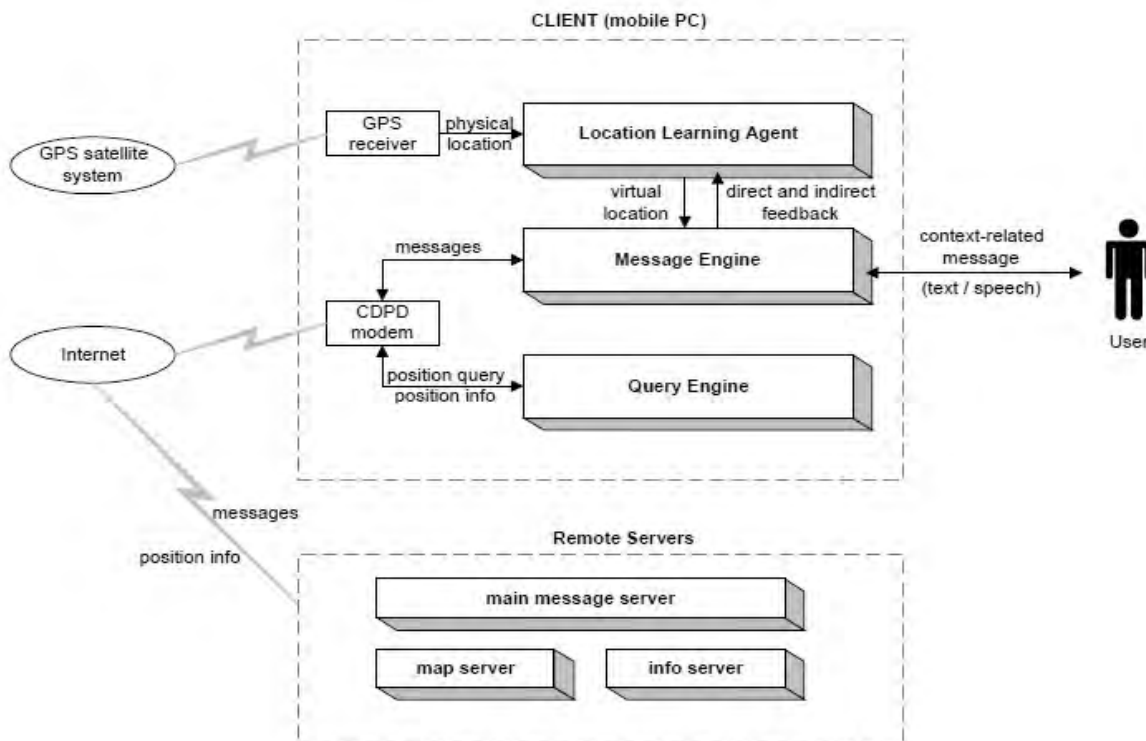 CLIENT (mobile PC)
GPS satellite
system
GPS
receiver
physical
location
Location Learning Agent
virtual
location
direct and indirect
feedback
messages
Message Engine
context-related
message
(text / speech)
User
CDPD
modem
Internet
position query
position info
Query Engine
messages
position info
Remote Servers
main message server
map server
info server